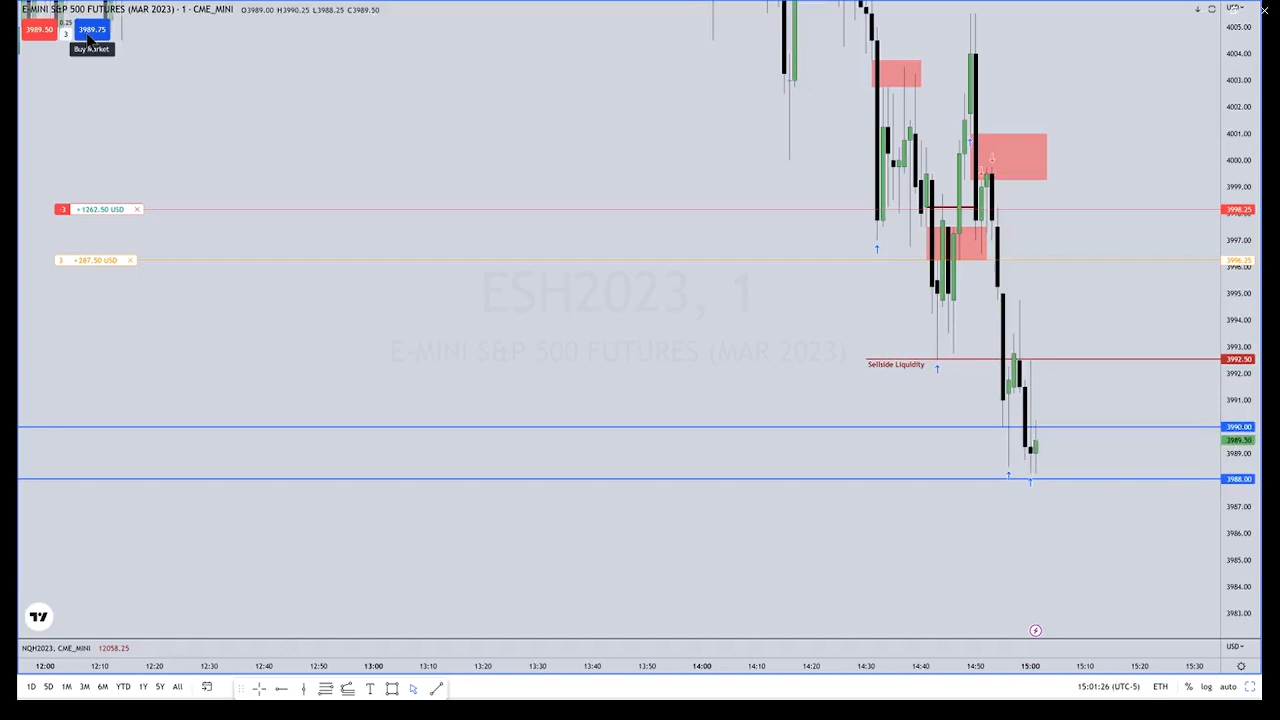 E-MINI S&P 500 FUTURES (MAR 2023) · 1 · CME_MINI O3989.00 H3990.25 L3988.25 C3989.50
USD
3989.50 0.25 3 3989.75
Buy Market
4005.00
4004.00
4003.00
4002.00
4001.00
4000.00
3999.00
-3 +1262.50 USD × 3998.25
3997.00
3 +287.50 USD × 3996.25
3996.00
ESH2023, 1
E-MINI S&P 500 FUTURES (MAR 2023)
3995.00
3994.00
3993.00
3992.50
Sellside Liquidity
3992.00
3991.00
3990.00
3989.50
3989.00
3988.00
3987.00
3986.00
3985.00
3984.00
3983.00
NQH2023, CME_MINI 12058.25 USD
12:00 12:10 12:20 12:30 12:40 12:50 13:00 13:10 13:20 13:30 13:40 13:50 14:00 14:10 14:20 14:30 14:40 14:50 15:00 15:10 15:20 15:30
1D 5D 1M 3M 6M YTD 1Y 5Y All T 15:01:26 (UTC-5) ETH % log auto